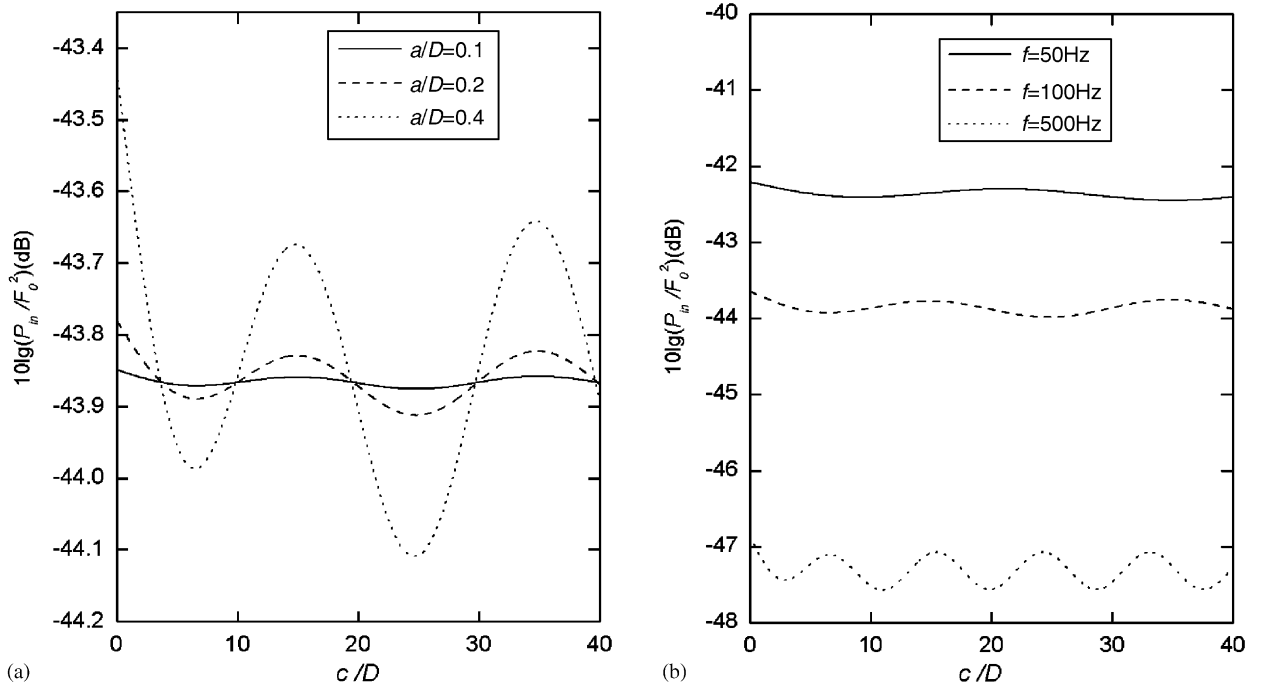 -43.4
-43.5
-43.6
-43.7
-43.8
-43.9
-44.0
-44.1
-44.2
10lg(P_in/F_o^2)(dB)
a/D=0.1
a/D=0.2
a/D=0.4
0 10 20 30 40
c/D
(a)
-40
-41
-42
-43
-44
-45
-46
-47
-48
10lg(P_in/F_o^2)(dB)
f=50Hz
f=100Hz
f=500Hz
0 10 20 30 40
c/D
(b)